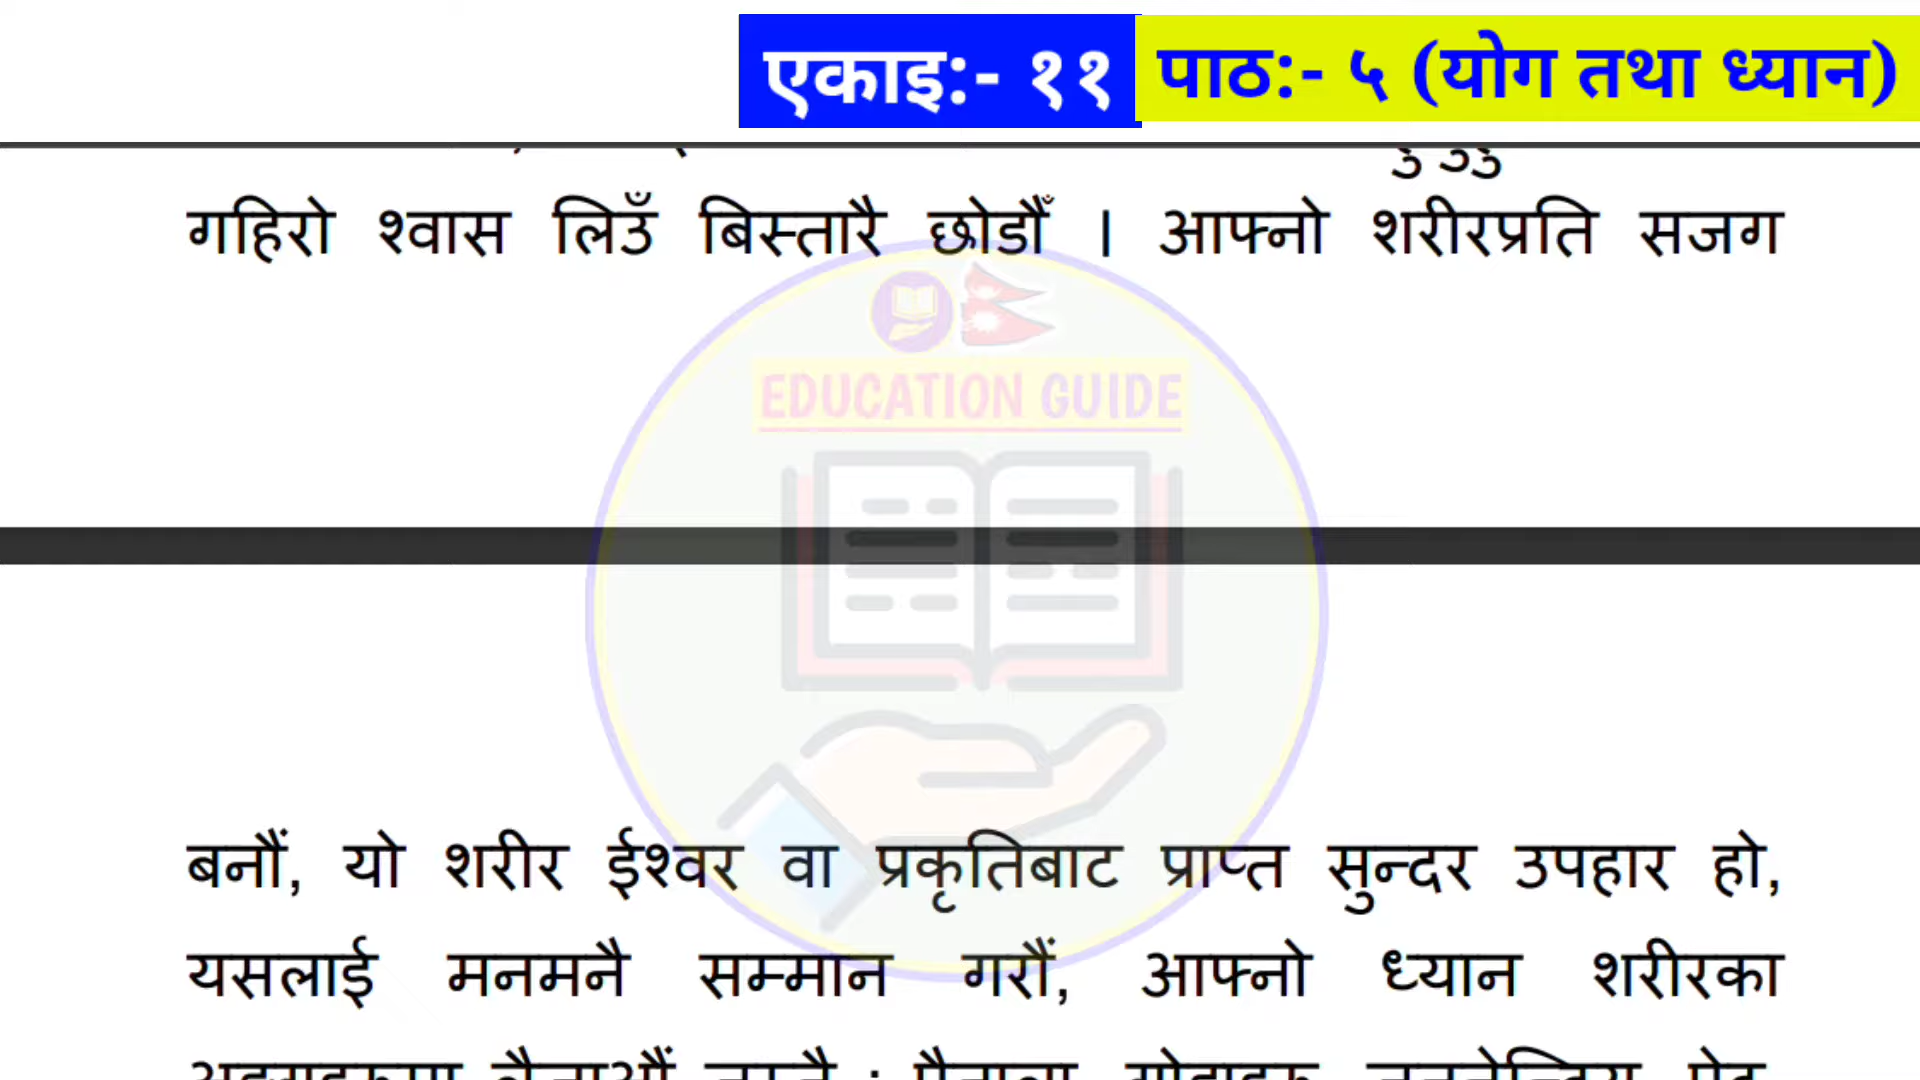 एकाइ:- ११ पाठ:- ५ (योग तथा ध्यान)
गहिरो श्वास लिउँ बिस्तारै छोडौँ । आफ्नो शरीरप्रति सजग
EDUCATION GUIDE
बनौं, यो शरीर ईश्वर वा प्रकृतिबाट प्राप्त सुन्दर उपहार हो,
यसलाई मनमनै सम्मान गरौं, आफ्नो ध्यान शरीरका